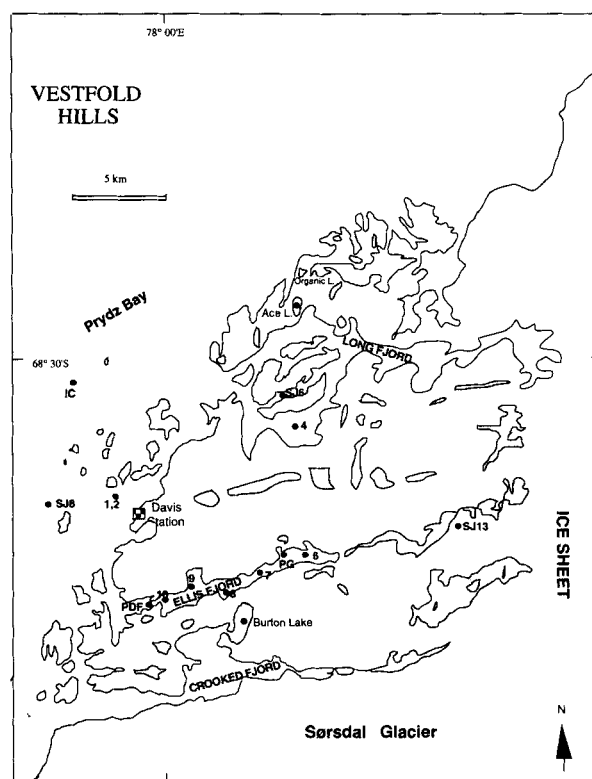 78° 00'E
VESTFOLD
HILLS
5 km
Prydz Bay
Organic L.
Ace L.
LONG FJORD
68° 30'S
IC
SJ6
4
SJ8
1,2
Davis
Station
SJ13
ICE SHEET
6
PG
7
9
8
10
PDF
ELLIS FJORD
Burton Lake
CROOKED FJORD
Sørsdal Glacier
N